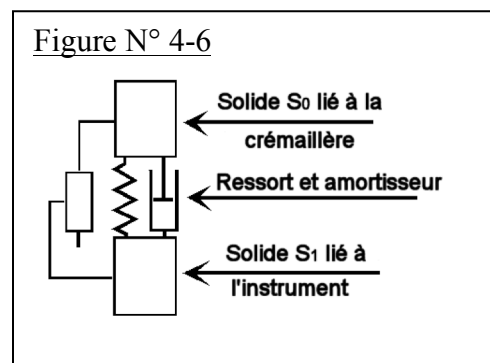 Figure N° 4-6
Solide S0 lié à la
crémaillère
Ressort et amortisseur
Solide S1 lié à
l'instrument